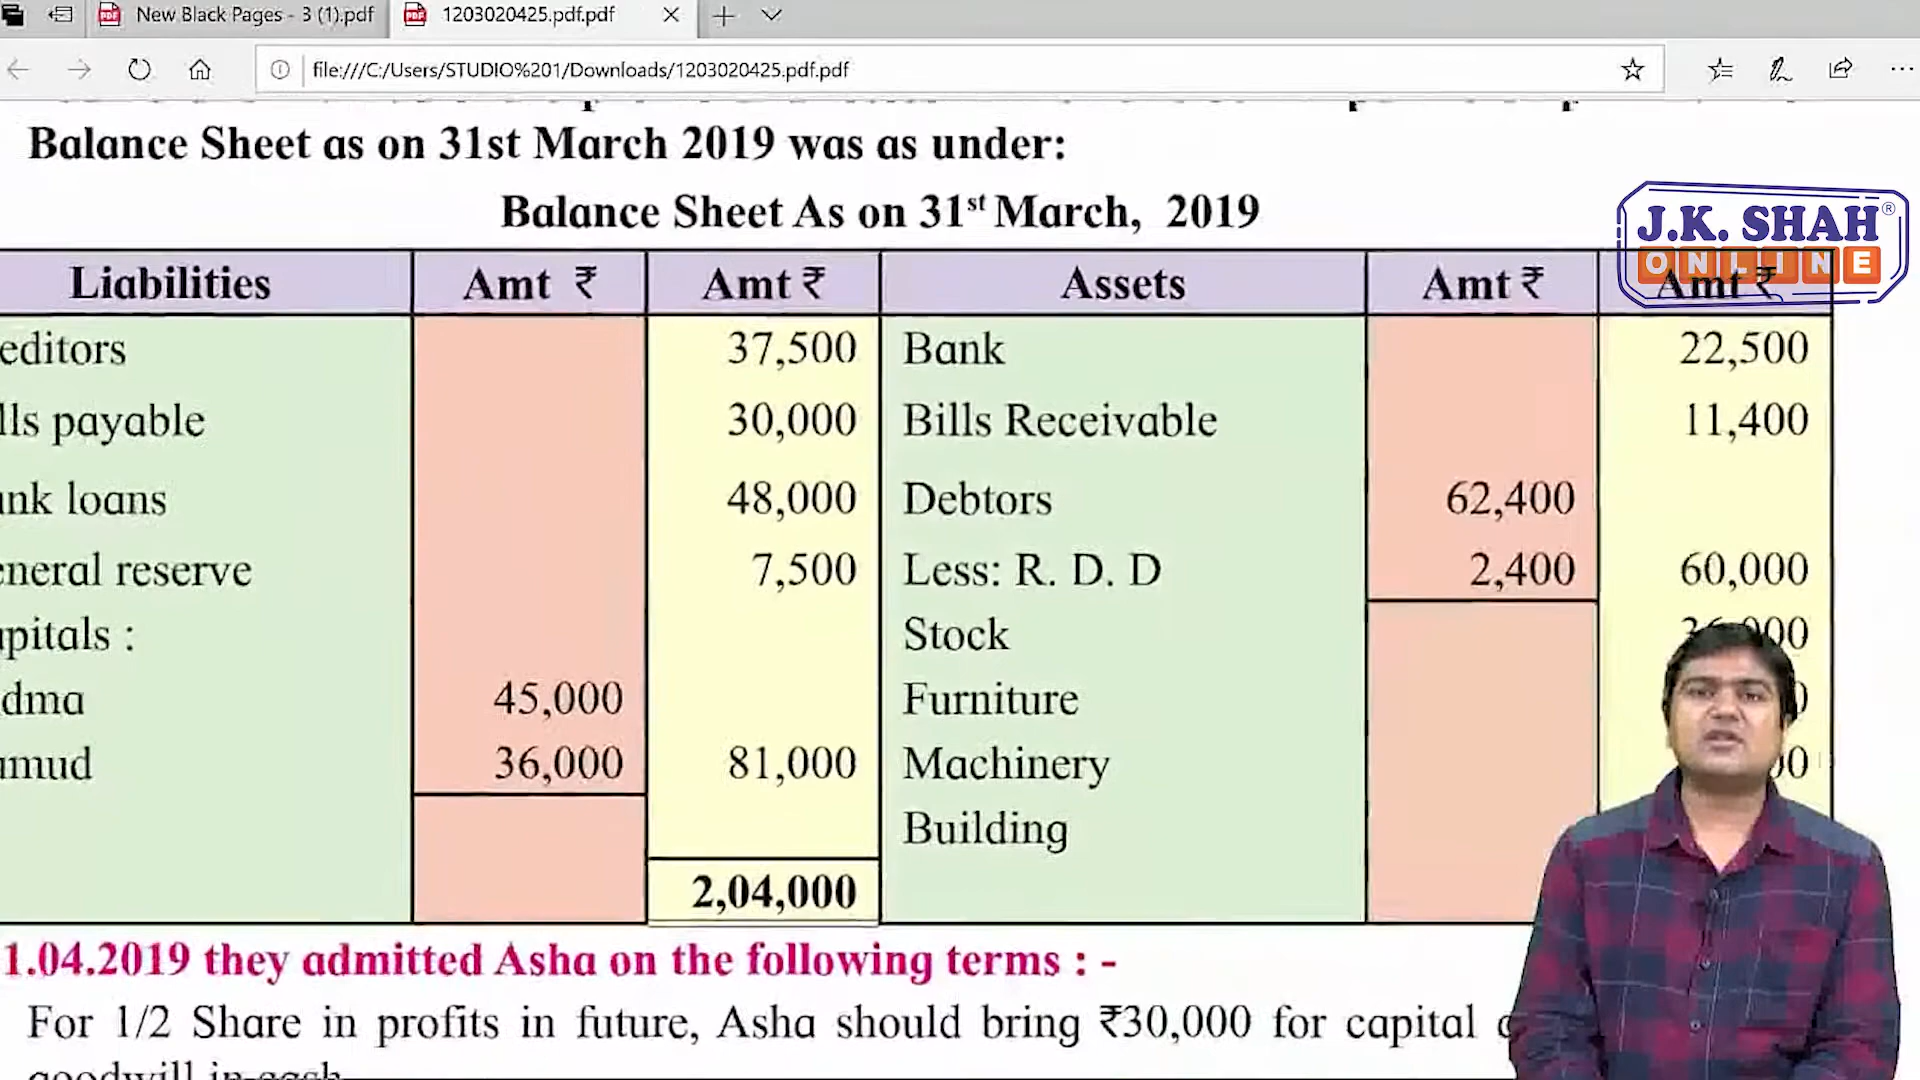 New Black Pages - 3 (1).pdf
1203020425.pdf.pdf
file:///C:/Users/STUDIO%201/Downloads/1203020425.pdf.pdf
Balance Sheet as on 31st March 2019 was as under:
Balance Sheet As on 31st March, 2019
J.K. SHAH®
ONLINE
Liabilities Amt ₹ Amt ₹ Assets Amt ₹ Amt ₹
editors 37,500 Bank 22,500
lls payable 30,000 Bills Receivable 11,400
nk loans 48,000 Debtors 62,400
eneral reserve 7,500 Less: R. D. D 2,400 60,000
pitals : Stock
dma 45,000 Furniture
mud 36,000 81,000 Machinery
Building
2,04,000
1.04.2019 they admitted Asha on the following terms : -
For 1/2 Share in profits in future, Asha should bring ₹30,000 for capital
goodwill in cash